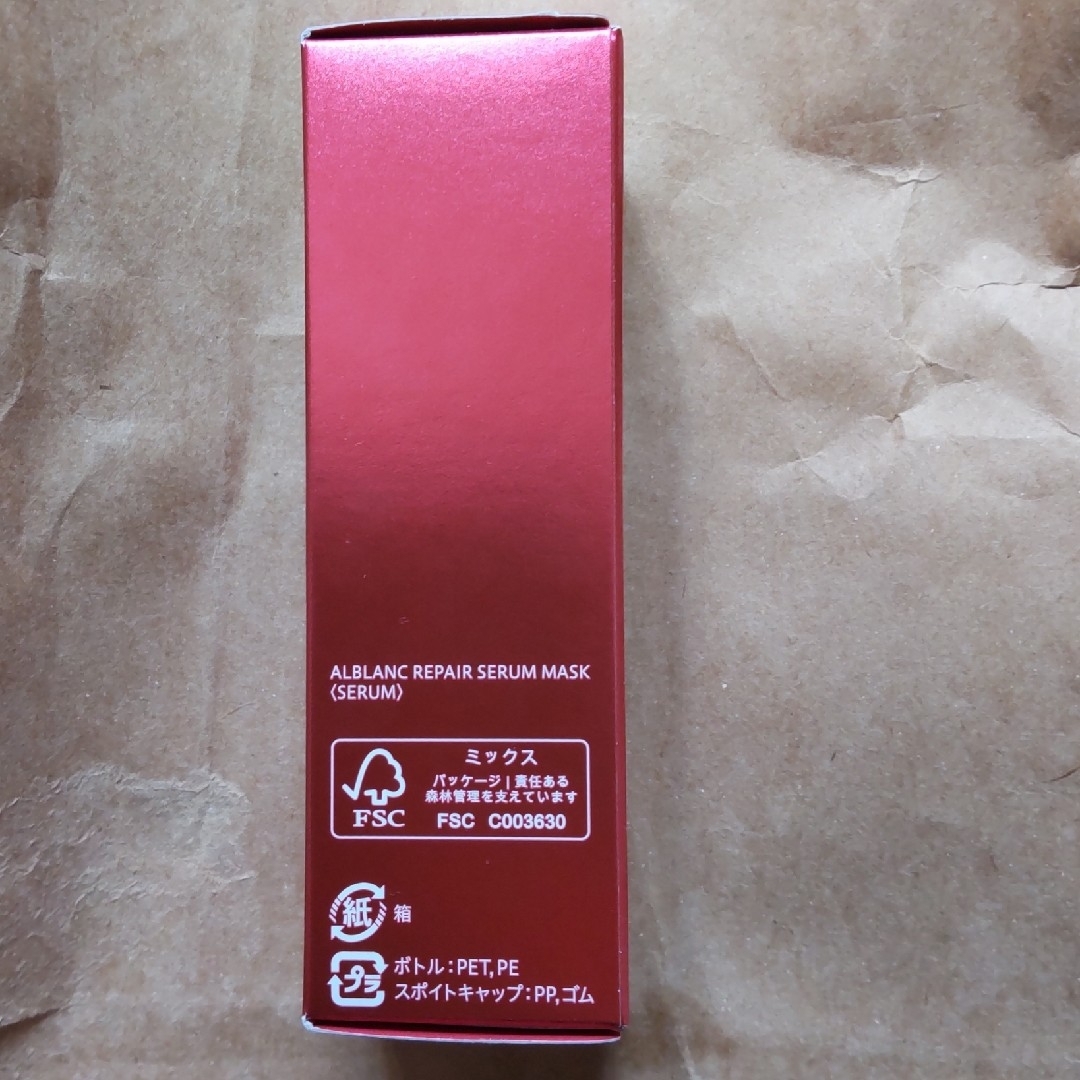 ALBLANC REPAIR SERUM MASK
〈SERUM〉
ミックス
パッケージ | 責任ある
森林管理を支えています
FSC
FSC C003630
紙 箱
プラ ボトル：PET, PE
スポイトキャップ：PP, ゴム